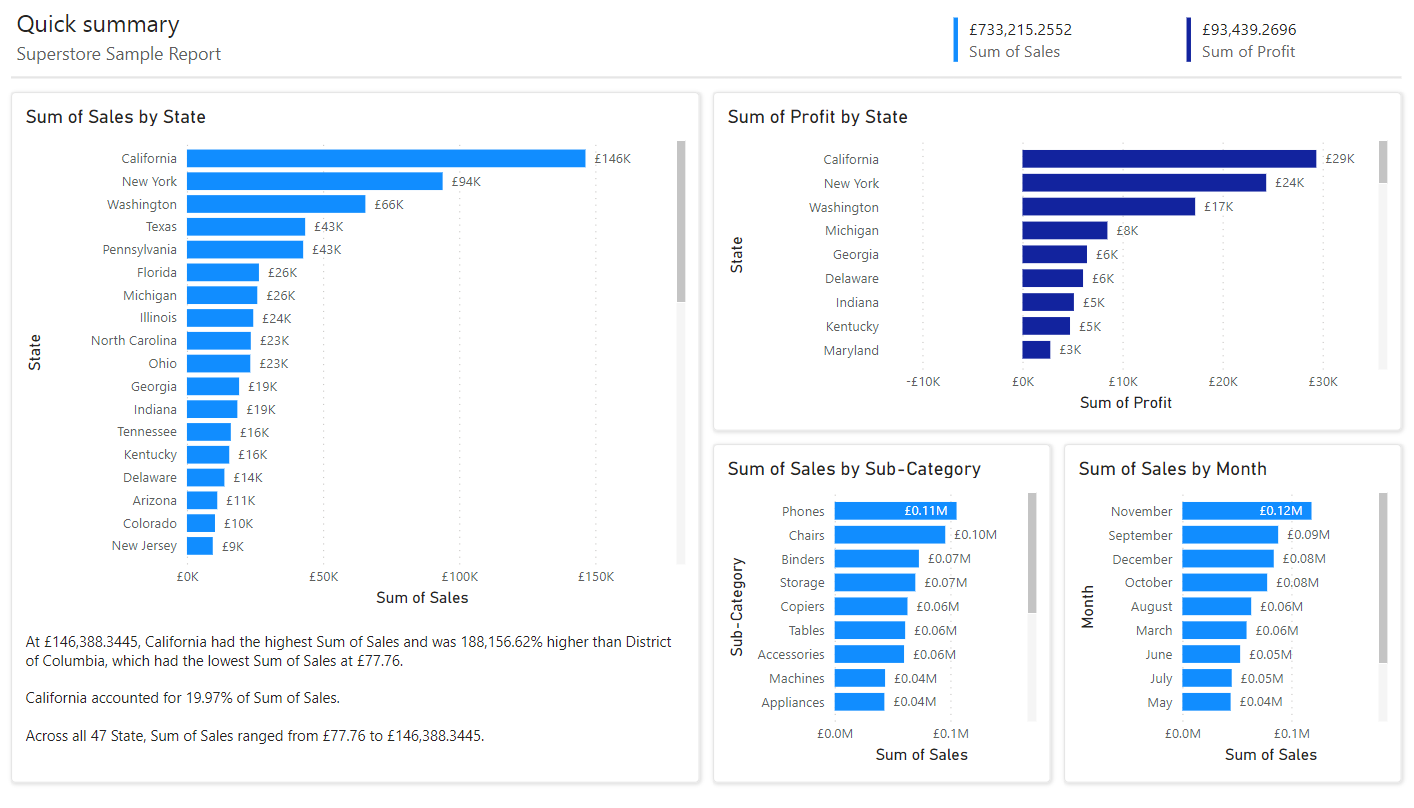 Quick summary
Superstore Sample Report
£733,215.2552
Sum of Sales
£93,439.2696
Sum of Profit
Sum of Sales by State
State
California £146K
New York £94K
Washington £66K
Texas £43K
Pennsylvania £43K
Florida £26K
Michigan £26K
Illinois £24K
North Carolina £23K
Ohio £23K
Georgia £19K
Indiana £19K
Tennessee £16K
Kentucky £16K
Delaware £14K
Arizona £11K
Colorado £10K
New Jersey £9K
£0K £50K £100K £150K
Sum of Sales
At £146,388.3445, California had the highest Sum of Sales and was 188,156.62% higher than District
of Columbia, which had the lowest Sum of Sales at £77.76.
California accounted for 19.97% of Sum of Sales.
Across all 47 State, Sum of Sales ranged from £77.76 to £146,388.3445.
Sum of Profit by State
State
California £29K
New York £24K
Washington £17K
Michigan £8K
Georgia £6K
Delaware £6K
Indiana £5K
Kentucky £5K
Maryland £3K
-£10K £0K £10K £20K £30K
Sum of Profit
Sum of Sales by Sub-Category
Sub-Category
Phones £0.11M
Chairs £0.10M
Binders £0.07M
Storage £0.07M
Copiers £0.06M
Tables £0.06M
Accessories £0.06M
Machines £0.04M
Appliances £0.04M
£0.0M £0.1M
Sum of Sales
Sum of Sales by Month
Month
November £0.12M
September £0.09M
December £0.08M
October £0.08M
August £0.06M
March £0.06M
June £0.05M
July £0.05M
May £0.04M
£0.0M £0.1M
Sum of Sales